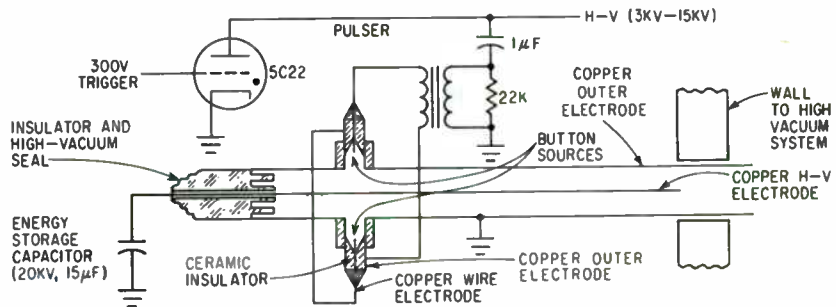 H-V (3KV-15KV)
PULSER
1µF
300V
TRIGGER
5C22
22K
COPPER
OUTER
ELECTRODE
WALL
TO HIGH
VACUUM
SYSTEM
INSULATOR AND
HIGH-VACUUM
SEAL
BUTTON
SOURCES
COPPER H-V
ELECTRODE
ENERGY
STORAGE
CAPACITOR
(20KV, 15µF)
CERAMIC
INSULATOR
COPPER OUTER
ELECTRODE
COPPER WIRE
ELECTRODE